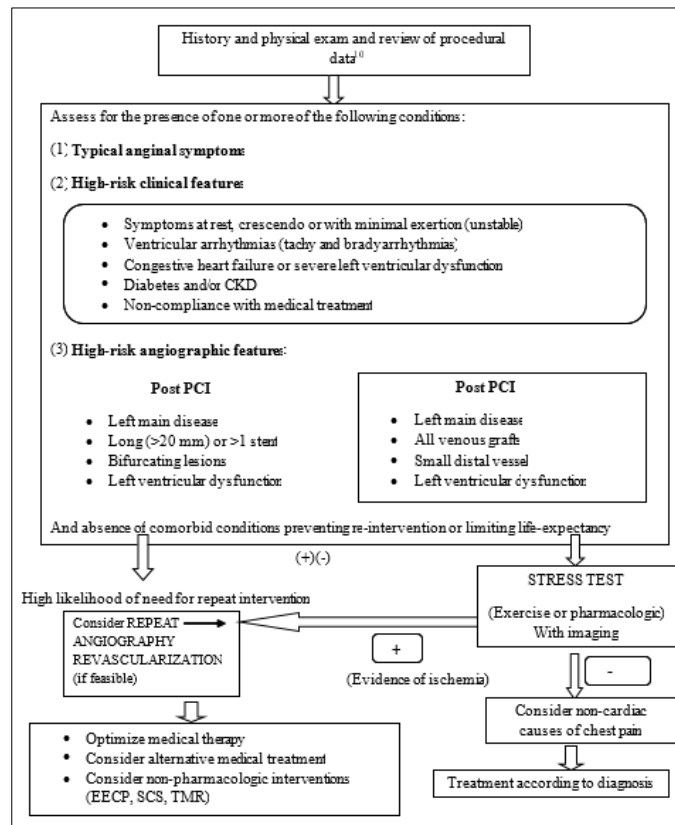 History and physical exam and review of procedural
data¹⁰
Assess for the presence of one or more of the following conditions:
(1) Typical anginal symptoms
(2) High-risk clinical features
• Symptoms at rest, crescendo or with minimal exertion (unstable)
• Ventricular arrhythmias (tachy and bradyarrhythmias)
• Congestive heart failure or severe left ventricular dysfunction
• Diabetes and/or CKD
• Non-compliance with medical treatment
(3) High-risk angiographic features:
Post PCI
• Left main disease
• Long (>20 mm) or >1 stent
• Bifurcating lesions
• Left ventricular dysfunction
Post PCI
• Left main disease
• All venous grafts
• Small distal vessel
• Left ventricular dysfunction
And absence of comorbid conditions preventing re-intervention or limiting life-expectancy
(+)(-)
High likelihood of need for repeat intervention
Consider REPEAT
ANGIOGRAPHY
REVASCULARIZATION
(if feasible)
STRESS TEST
(Exercise or pharmacologic)
With imaging
+
(Evidence of ischemia)
-
• Optimize medical therapy
• Consider alternative medical treatment
• Consider non-pharmacologic interventions
(EECP, SCS, TMR)
Consider non-cardiac
causes of chest pain
Treatment according to diagnosis